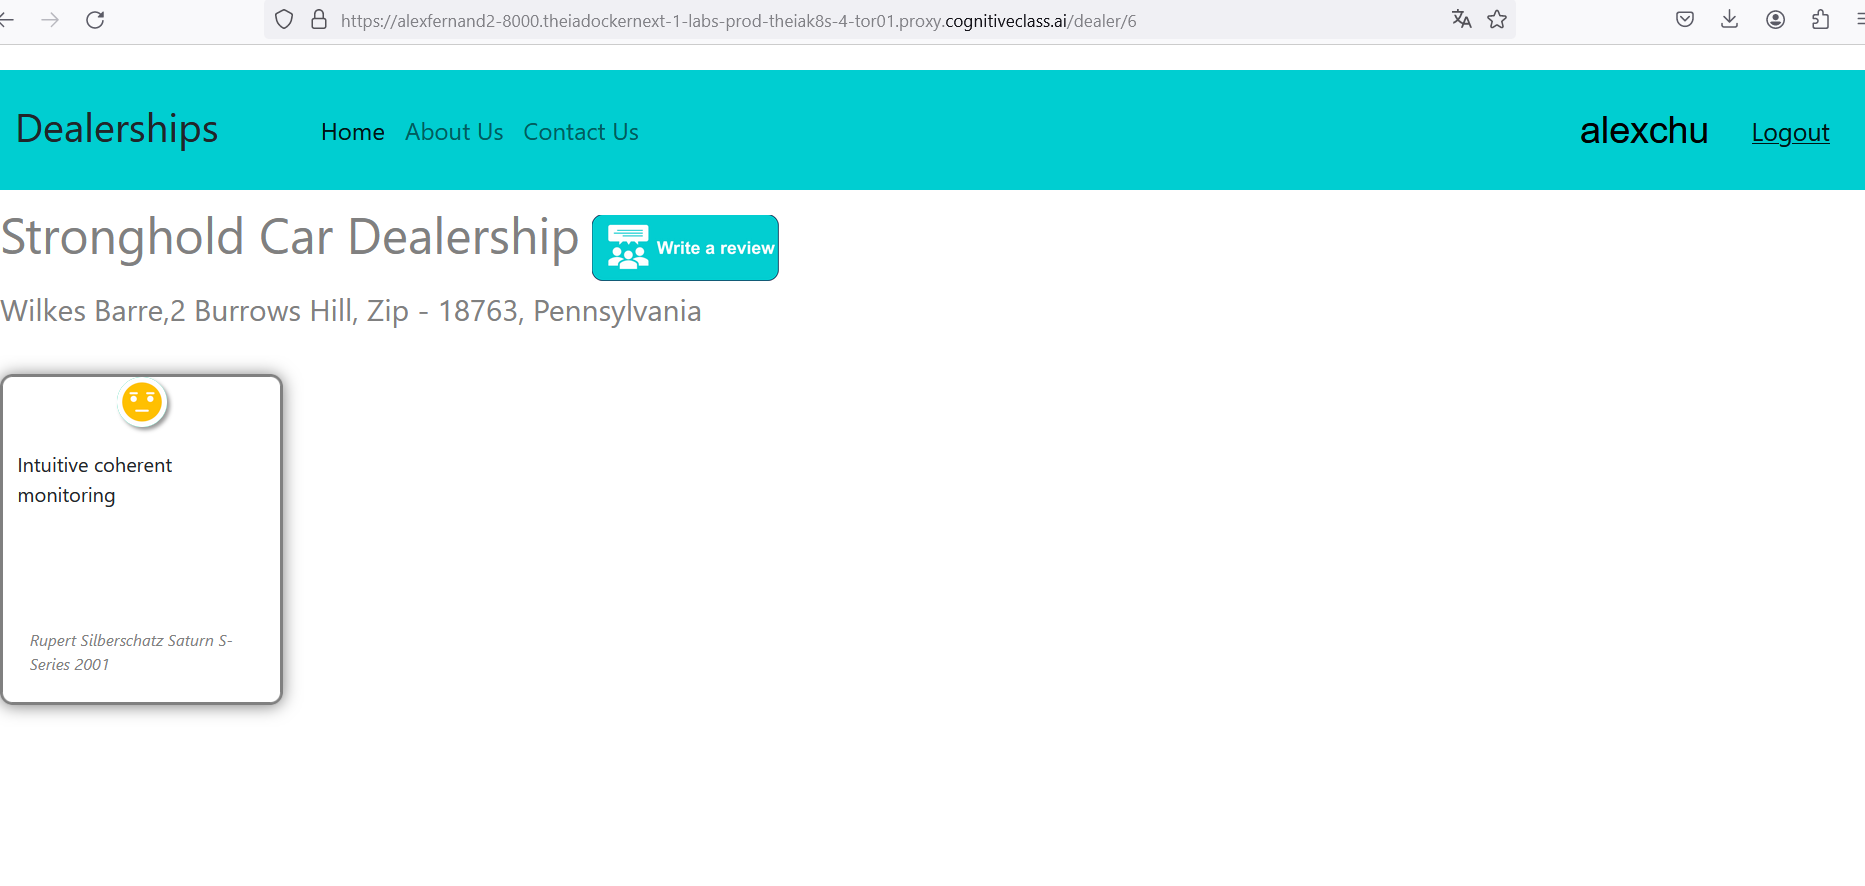 https://alexfernand2-8000.theiadockernext-1-labs-prod-theiak8s-4-tor01.proxy.cognitiveclass.ai/dealer/6
Dealerships Home About Us Contact Us alexchu Logout
Stronghold Car Dealership Write a review
Wilkes Barre,2 Burrows Hill, Zip - 18763, Pennsylvania
Intuitive coherent
monitoring
Rupert Silberschatz Saturn S-
Series 2001